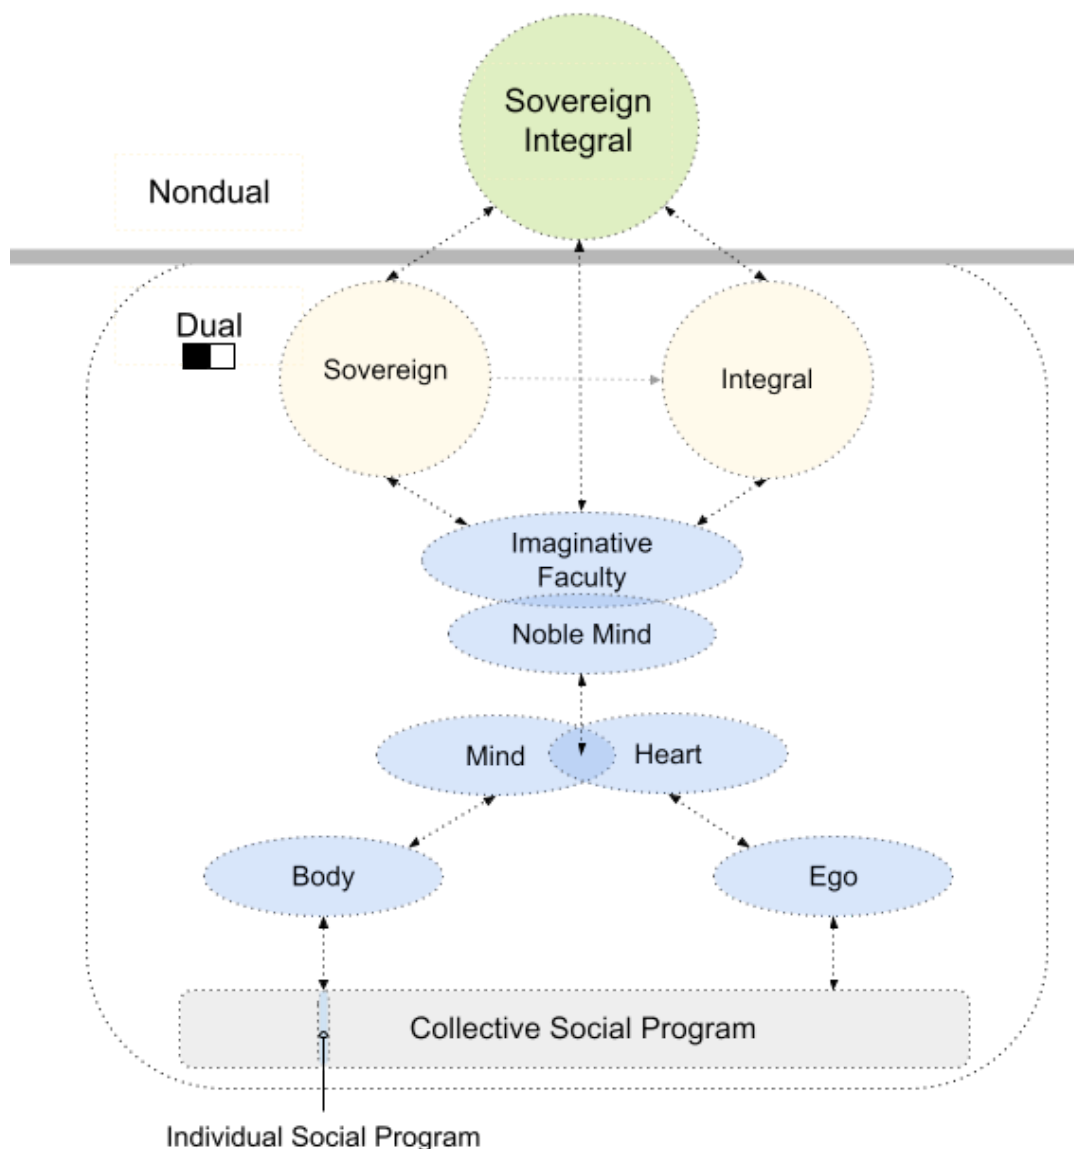 Sovereign
Integral
Nondual
Dual
Sovereign
Integral
Imaginative
Faculty
Noble Mind
Mind
Heart
Body
Ego
Collective Social Program
Individual Social Program